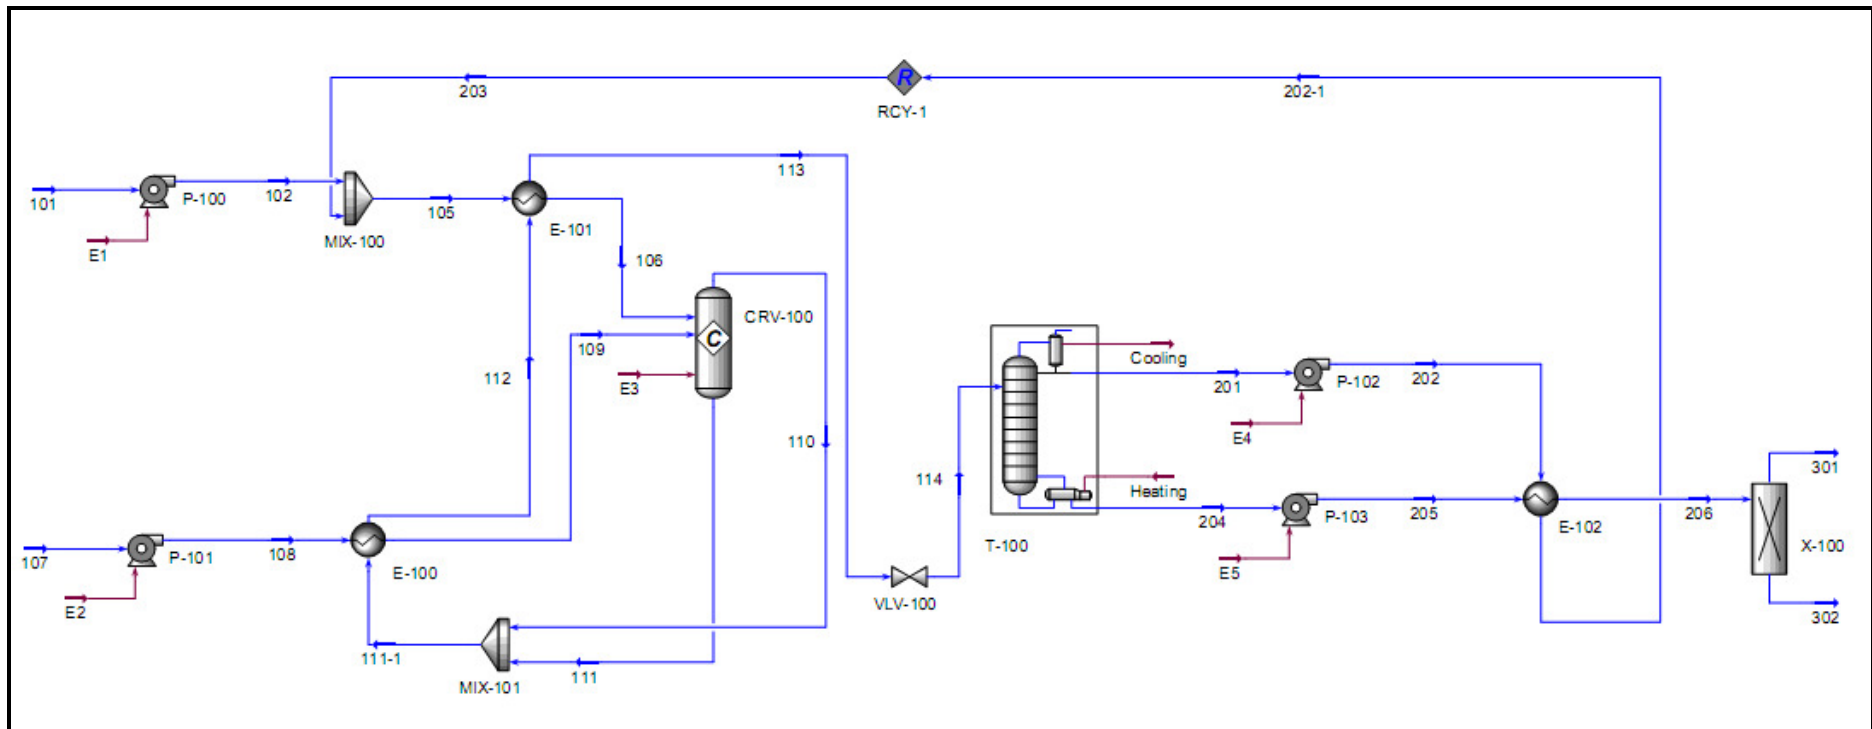 R
203
202-1
RCY-1
113
101
P-100
102
105
E-101
E1
MIX-100
106
CRV-100
C
109
112
E3
Cooling
201
P-102
202
110
E4
114
Heating
301
204
P-103
205
E-102
206
107
P-101
108
E-100
T-100
X-100
E5
E2
VLV-100
302
111-1
111
MIX-101